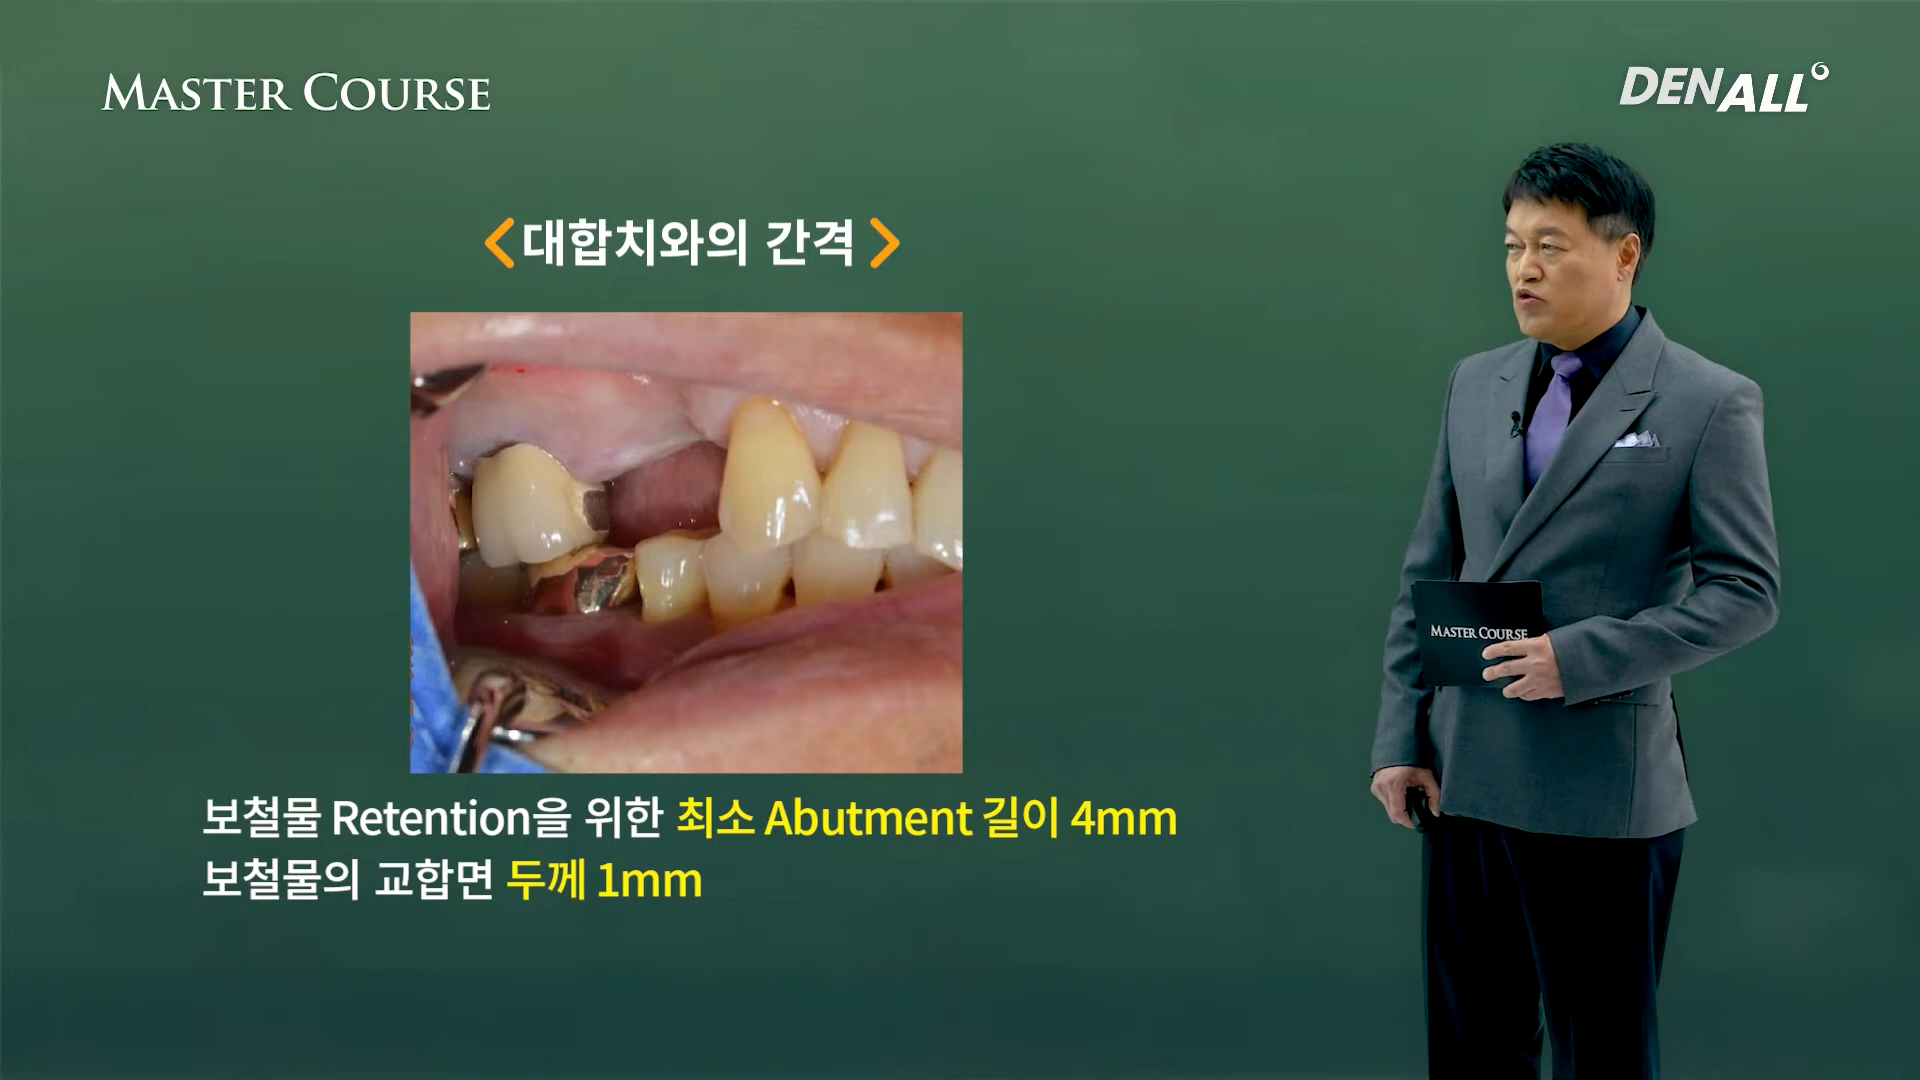 MASTER COURSE
DENALL
<대합치와의 간격>
MASTER COURSE
보철물 Retention을 위한 최소 Abutment 길이 4mm
보철물의 교합면 두께 1mm